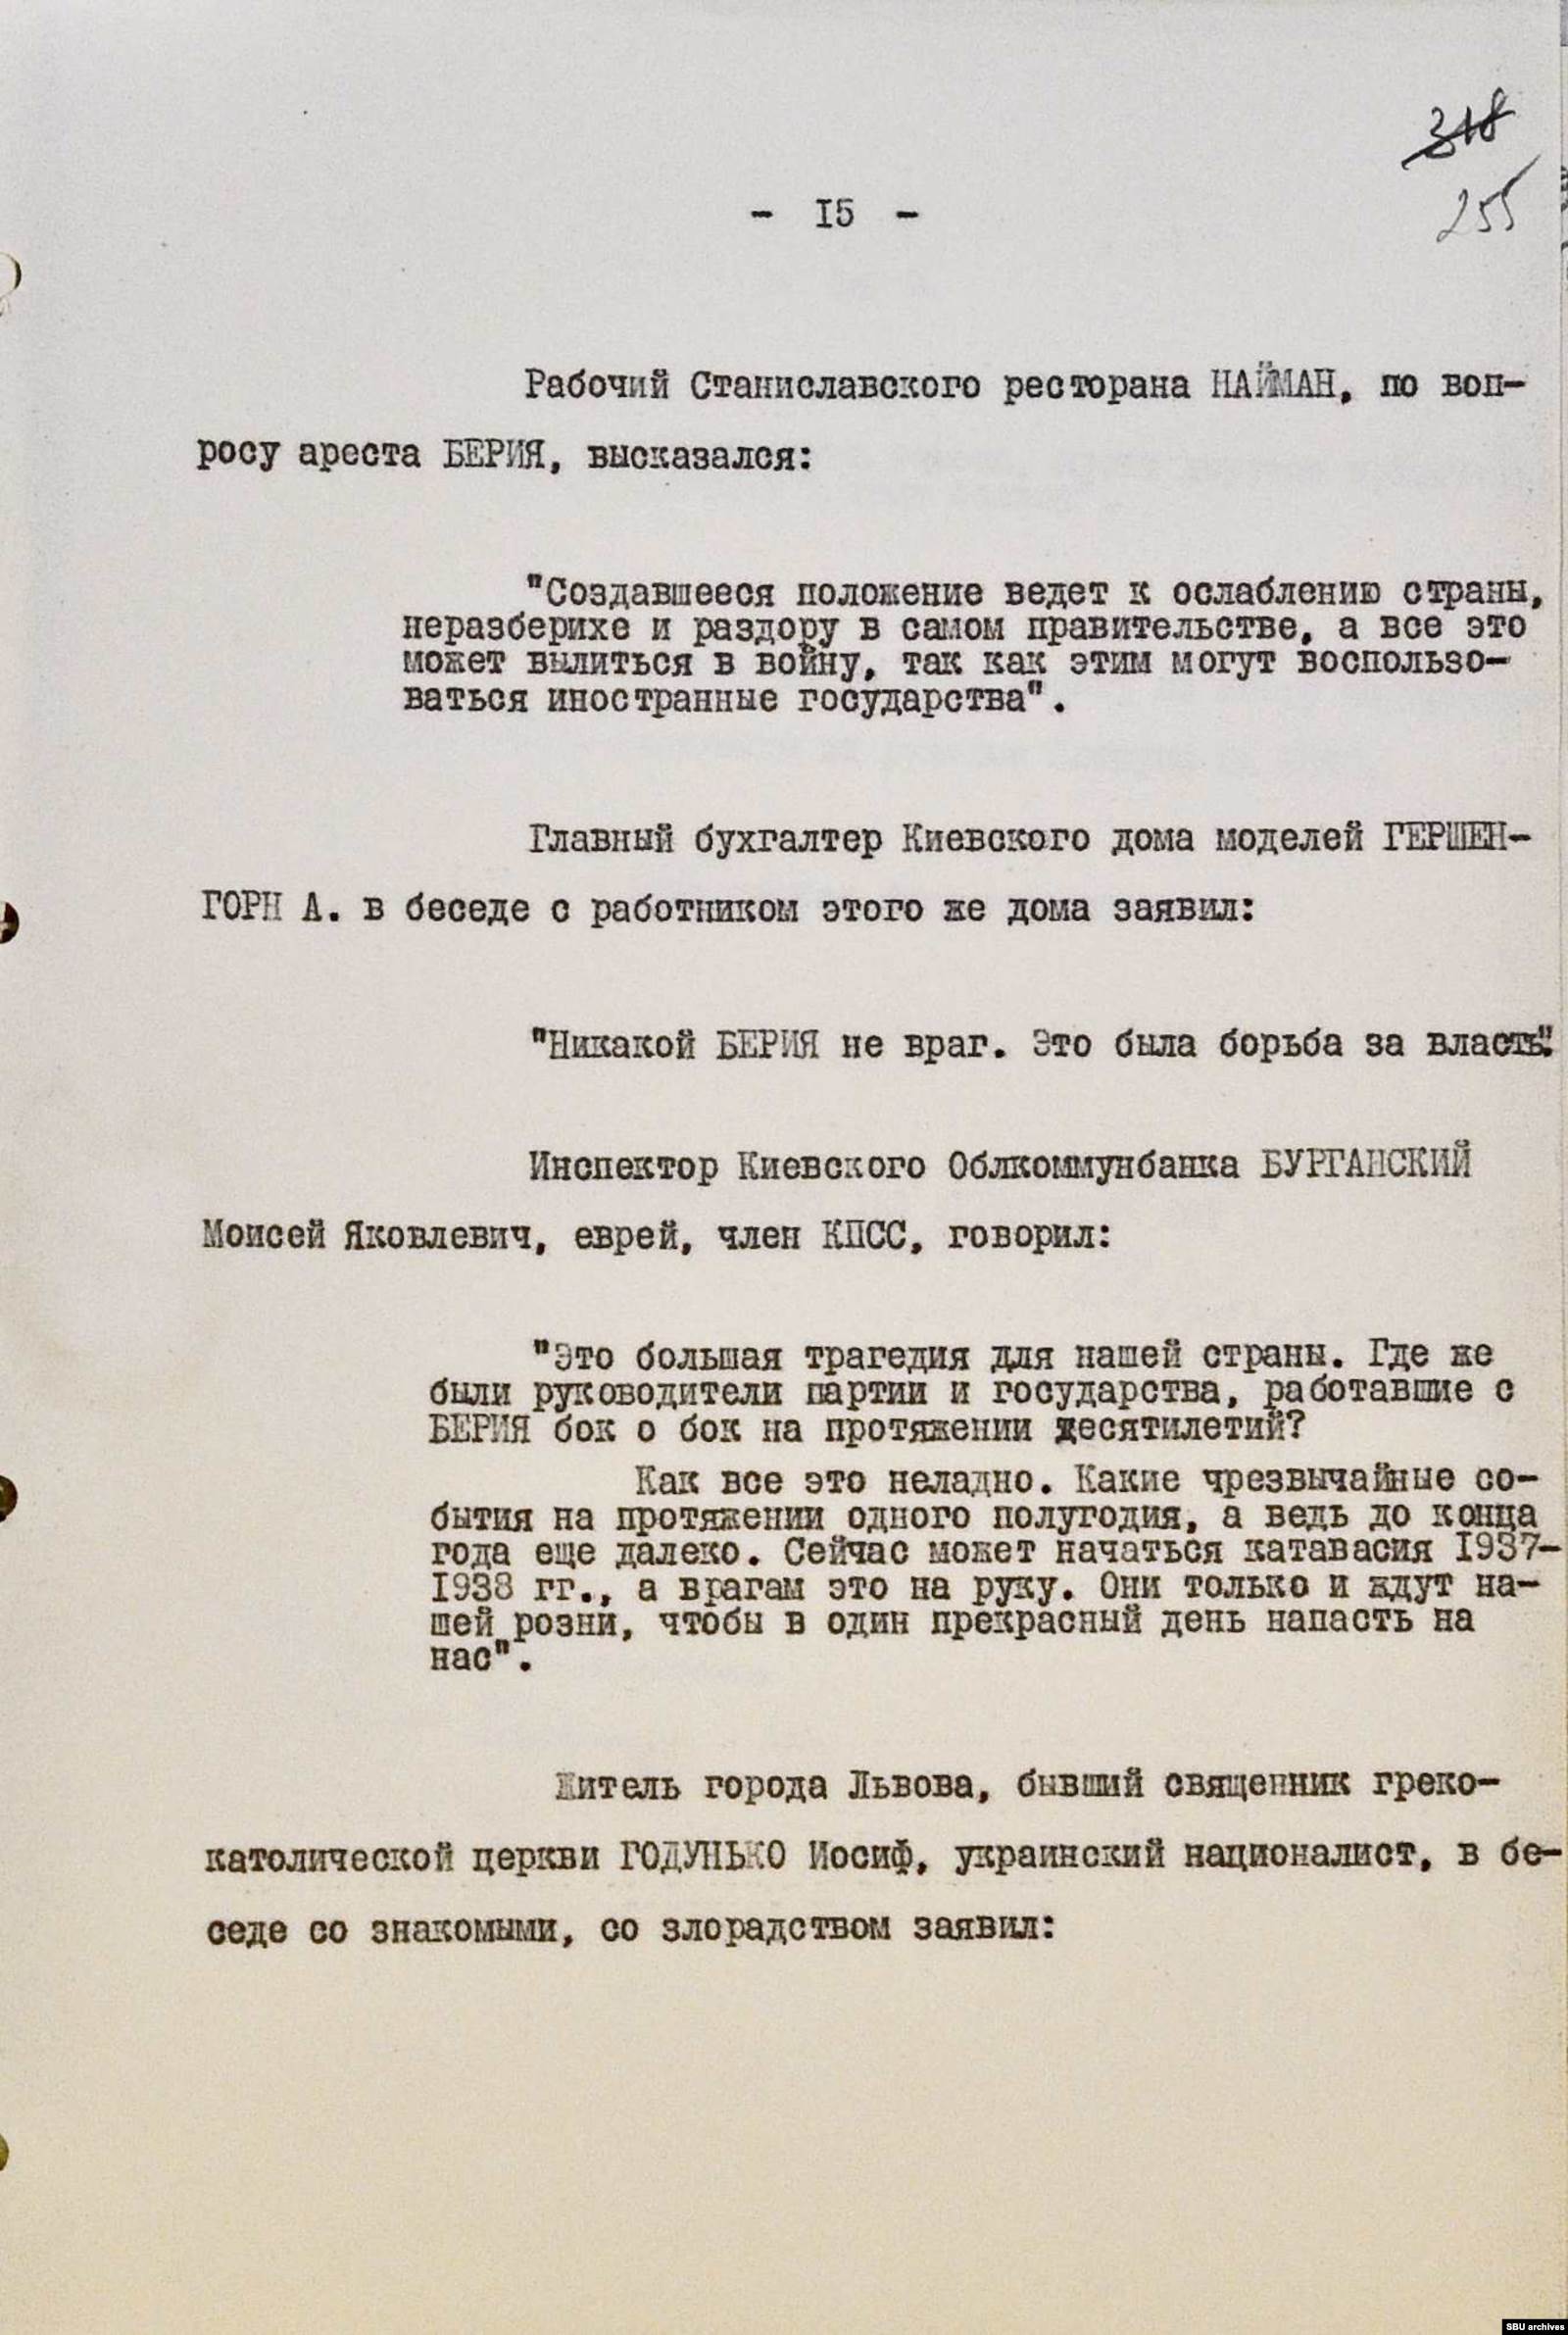 318
255
- I5 -
Рабочий Станиславского ресторана НАЙМАН, по воп-
росу ареста БЕРИЯ, высказался:
"Создавшееся положение ведет к ослаблению страны,
неразберихе и раздору в самом правительстве, а все это
может вылиться в войну, так как этим могут воспользо-
ваться иностранные государства".
Главный бухгалтер Киевского дома моделей ГЕРШЕН-
ГОРН А. в беседе с работником этого же дома заявил:
"Никакой БЕРИЯ не враг. Это была борьба за власть".
Инспектор Киевского Облкоммунбанка БУРГАНСКИЙ
Моисей Яковлевич, еврей, член КПСС, говорил:
"Это большая трагедия для нашей страны. Где же
были руководители партии и государства, работавшие с
БЕРИЯ бок о бок на протяжении десятилетий?
Как все это неладно. Какие чрезвычайные со-
бытия на протяжении одного полугодия, а ведь до конца
года еще далеко. Сейчас может начаться катавасия I937-
I938 гг., а врагам это на руку. Они только и ждут на-
шей розни, чтобы в один прекрасный день напасть на
нас".
Житель города Львова, бывший священник греко-
католической церкви ГОДУНЬКО Иосиф, украинский националист, в бе-
седе со знакомыми, со злорадством заявил:
SBU archives